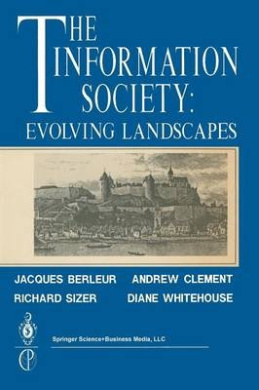 THE
INFORMATION
SOCIETY:
EVOLVING LANDSCAPES
JACQUES BERLEUR ANDREW CLEMENT
RICHARD SIZER DIANE WHITEHOUSE
Springer Science+Business Media, LLC